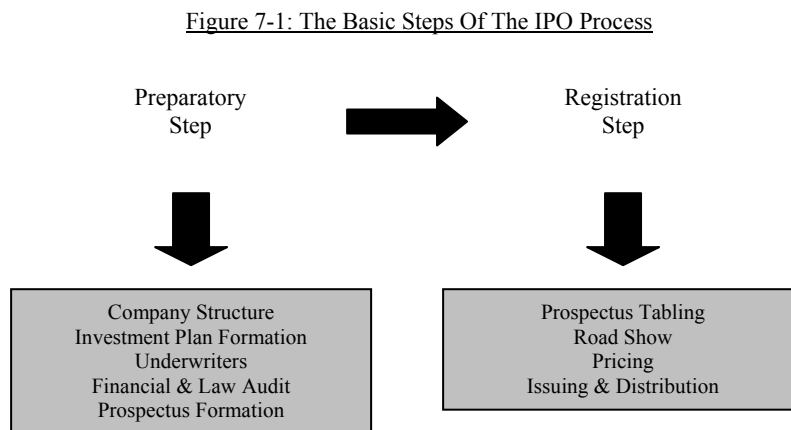 Figure 7-1: The Basic Steps Of The IPO Process
Preparatory
Step
Registration
Step
Company Structure
Investment Plan Formation
Underwriters
Financial & Law Audit
Prospectus Formation
Prospectus Tabling
Road Show
Pricing
Issuing & Distribution